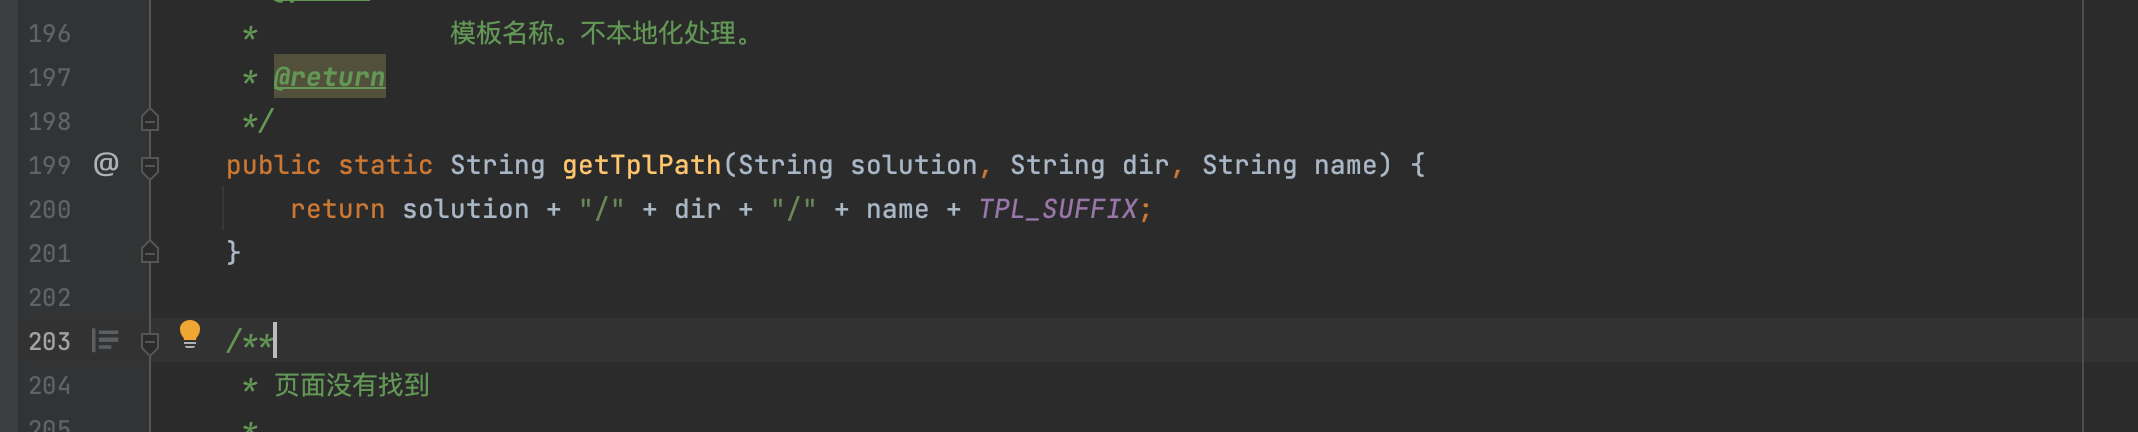 196 * 模板名称。不本地化处理。
197 * @return
198 */
199 @ public static String getTplPath(String solution, String dir, String name) {
200 return solution + "/" + dir + "/" + name + TPL_SUFFIX;
201 }
202
203 /**
204 * 页面没有找到
205 *